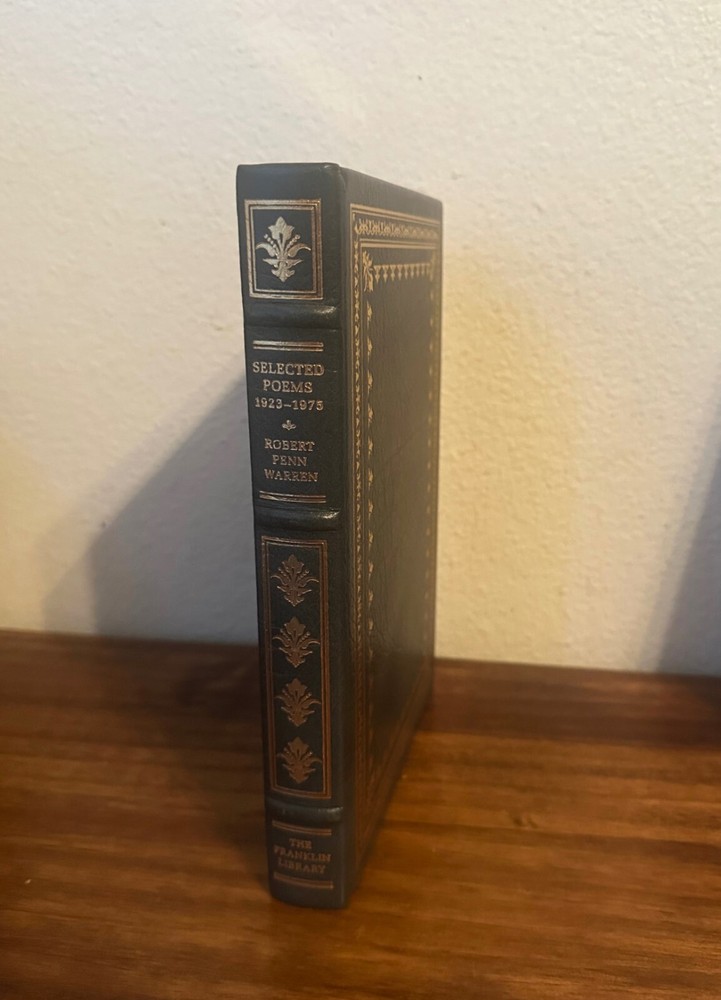 SELECTED
POEMS
1923–1975
ROBERT
PENN
WARREN
THE
FRANKLIN
LIBRARY